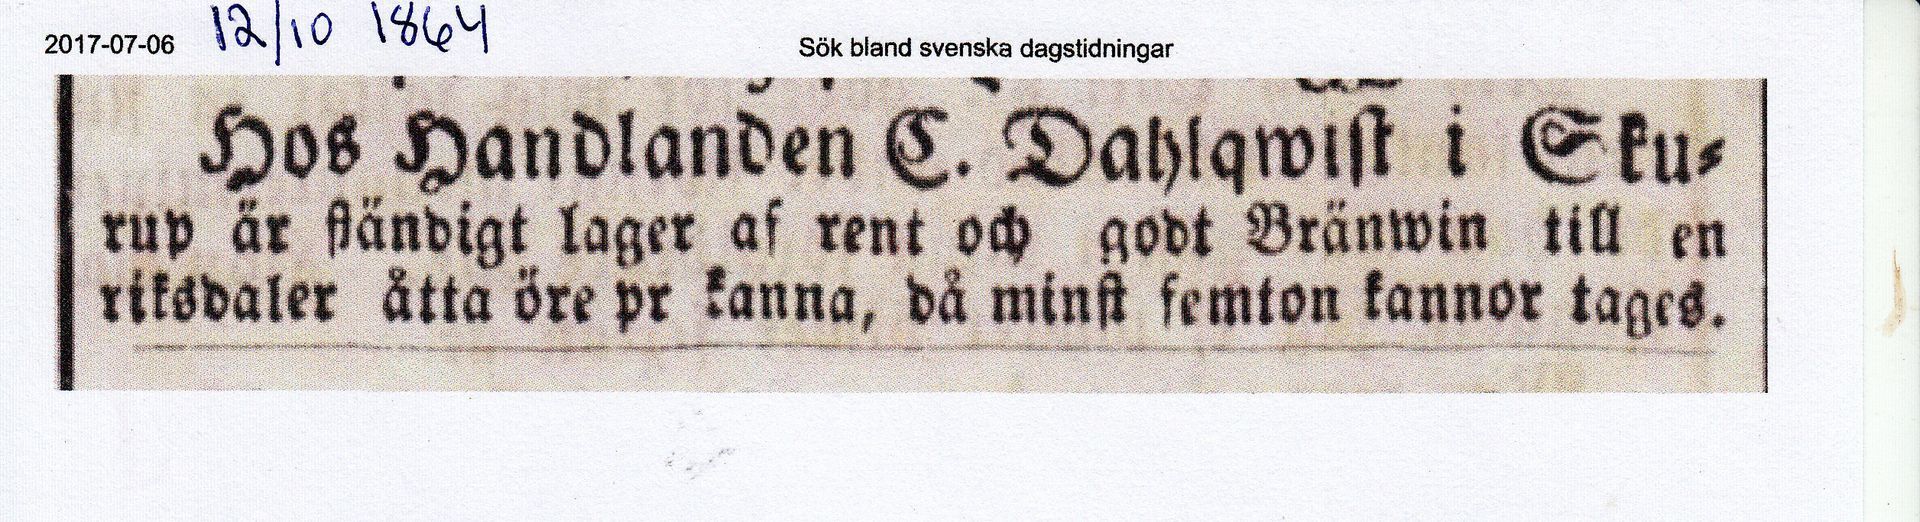 2017-07-06 12/10 1864 Sök bland svenska dagstidningar
Hos Handlanden C. Dahlqwist i Sku-
rup är ständigt lager af rent och godt Bränwin till en
riksdaler åtta öre pr kanna, då minst femton kannor tages.